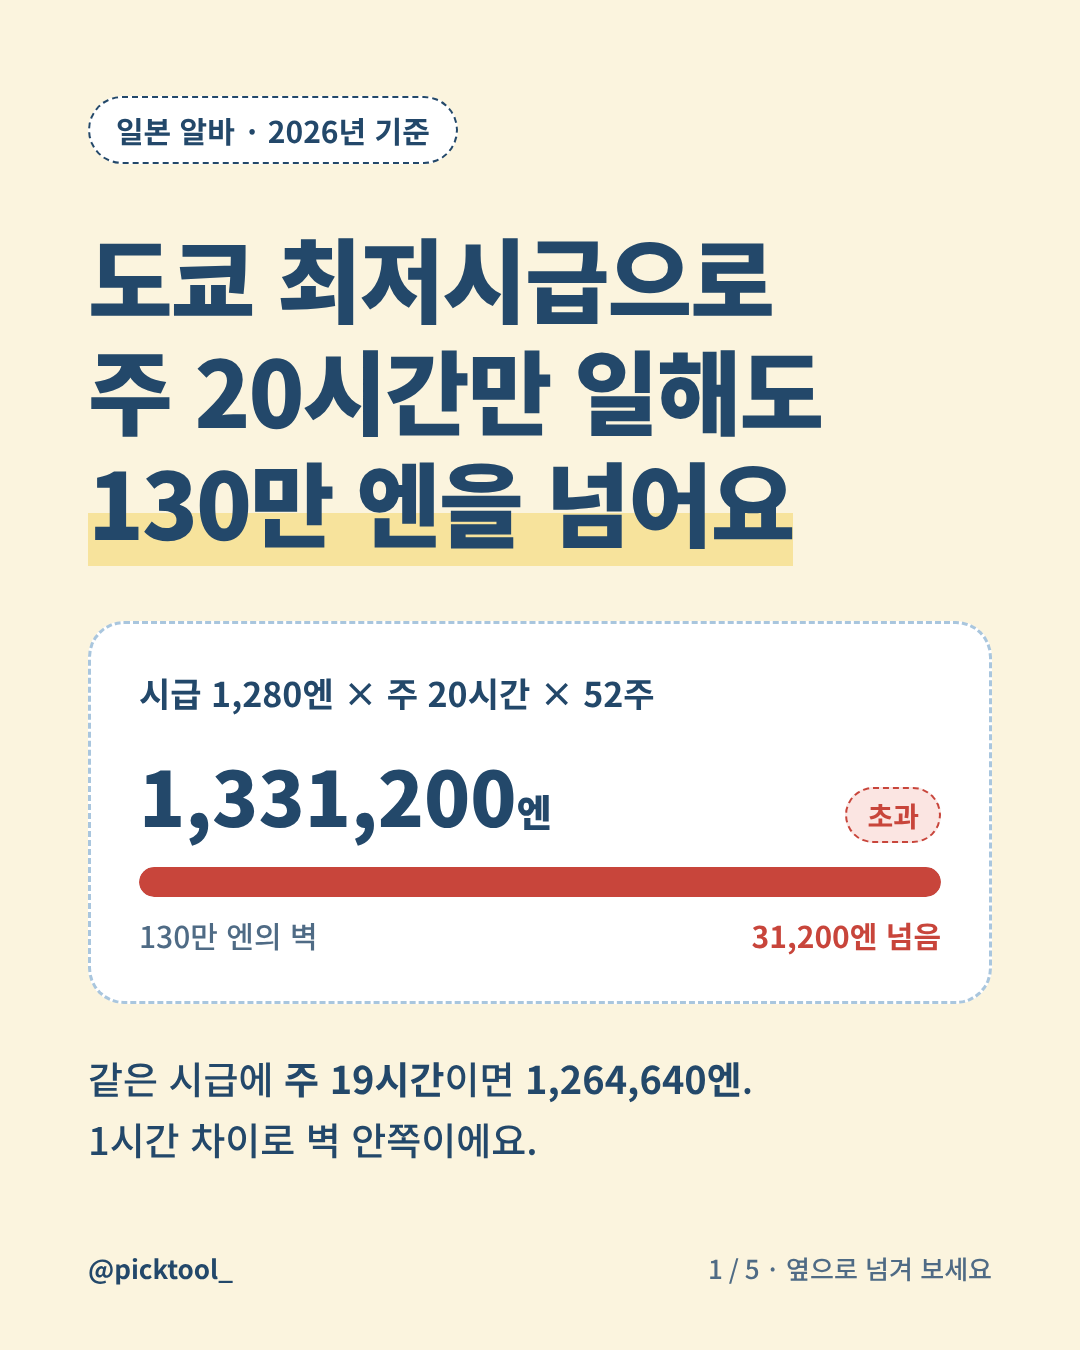 일본 알바 · 2026년 기준
도쿄 최저시급으로
주 20시간만 일해도
130만 엔을 넘어요
시급 1,280엔 × 주 20시간 × 52주
1,331,200엔
초과
130만 엔의 벽
31,200엔 넘음
같은 시급에 주 19시간이면 1,264,640엔.
1시간 차이로 벽 안쪽이에요.
@picktool_
1 / 5 · 옆으로 넘겨 보세요